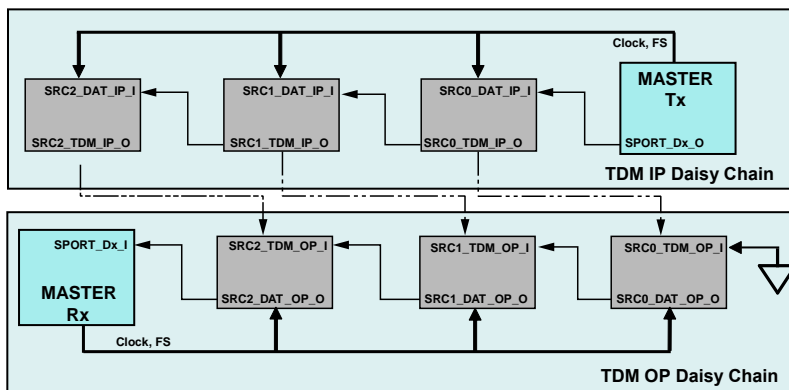 Clock, FS
SRC2_DAT_IP_I
SRC2_TDM_IP_O
SRC1_DAT_IP_I
SRC1_TDM_IP_O
SRC0_DAT_IP_I
SRC0_TDM_IP_O
MASTER
Tx
SPORT_Dx_O
TDM IP Daisy Chain
SPORT_Dx_I
MASTER
Rx
SRC2_TDM_OP_I
SRC2_DAT_OP_O
SRC1_TDM_OP_I
SRC1_DAT_OP_O
SRC0_TDM_OP_I
SRC0_DAT_OP_O
Clock, FS
TDM OP Daisy Chain